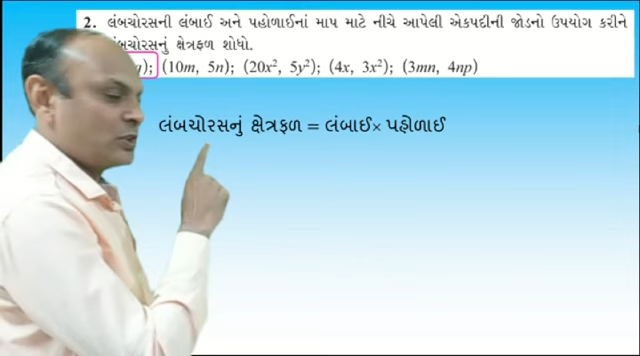 2. લંબચોરસની લંબાઈ અને પહોળાઈનાં માપ માટે નીચે આપેલી એકપદીની જોડનો ઉપયોગ કરીને
લંબચોરસનું ક્ષેત્રફળ શોધો.
); (10m, 5n); (20x², 5y²); (4x, 3x²); (3mn, 4np)
લંબચોરસનું ક્ષેત્રફળ = લંબાઈ× પહોળાઈ